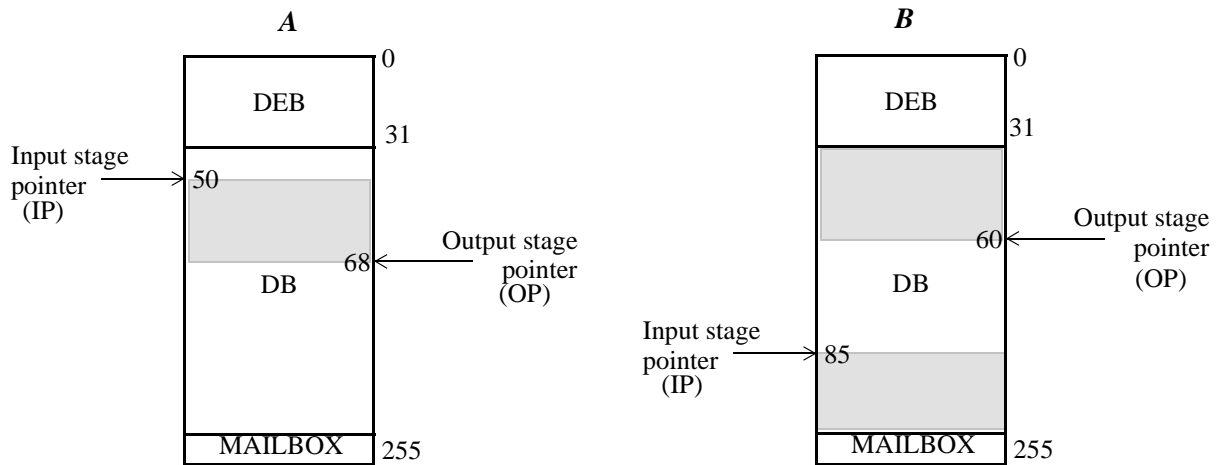 A
0
DEB
31
Input stage
pointer
(IP)
50
Output stage
pointer
(OP)
68
DB
MAILBOX
255
B
0
DEB
31
Output stage
pointer
(OP)
60
DB
Input stage
pointer
(IP)
85
MAILBOX
255